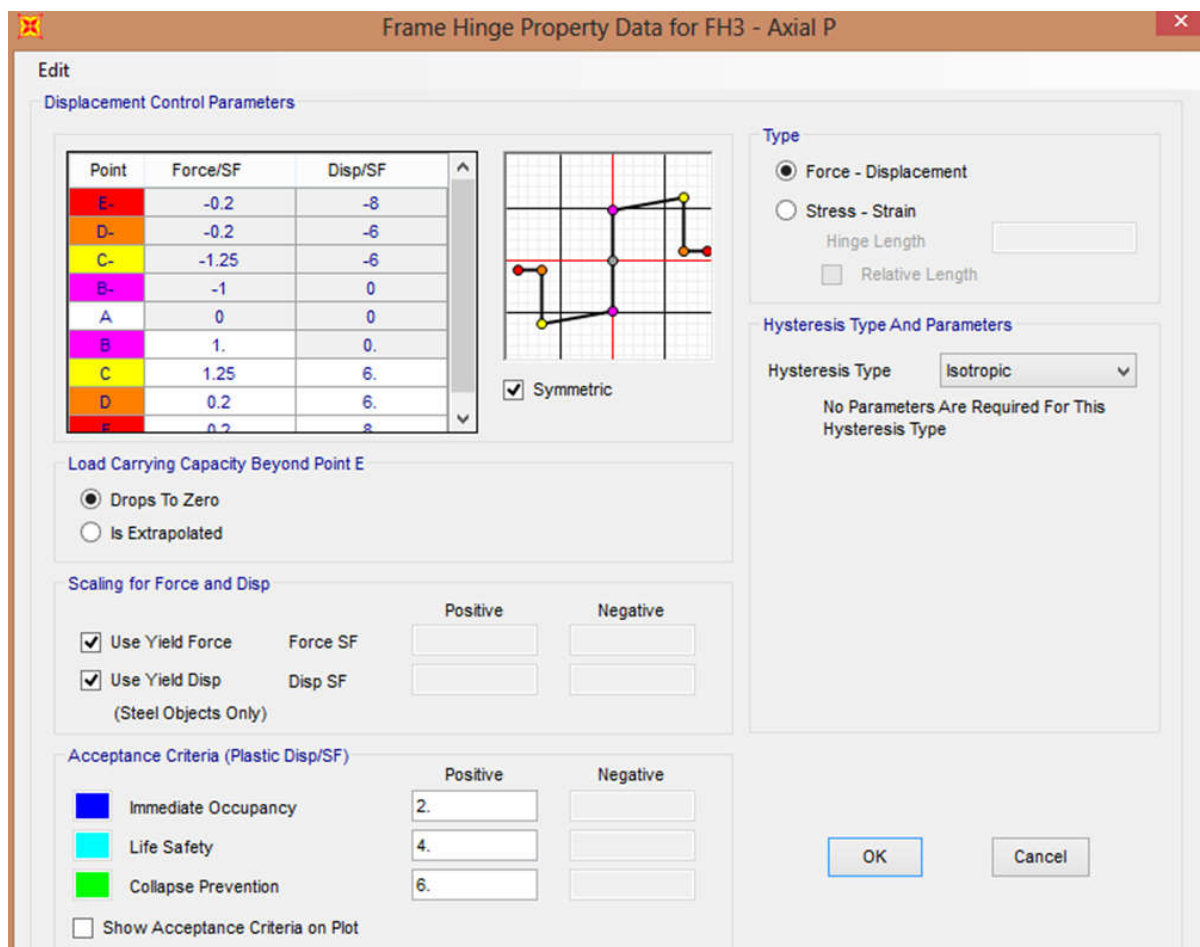 Frame Hinge Property Data for FH3 - Axial P
Edit
Displacement Control Parameters
Point Force/SF Disp/SF
E- -0.2 -8
D- -0.2 -6
C- -1.25 -6
B- -1 0
A 0 0
B 1. 0.
C 1.25 6.
D 0.2 6.
E 0.2 8.
Symmetric
Type
Force - Displacement
Stress - Strain
Hinge Length
Relative Length
Hysteresis Type And Parameters
Hysteresis Type Isotropic
No Parameters Are Required For This
Hysteresis Type
Load Carrying Capacity Beyond Point E
Drops To Zero
Is Extrapolated
Scaling for Force and Disp
Positive Negative
Use Yield Force Force SF
Use Yield Disp Disp SF
(Steel Objects Only)
Acceptance Criteria (Plastic Disp/SF)
Positive Negative
Immediate Occupancy 2.
Life Safety 4.
Collapse Prevention 6.
Show Acceptance Criteria on Plot
OK Cancel